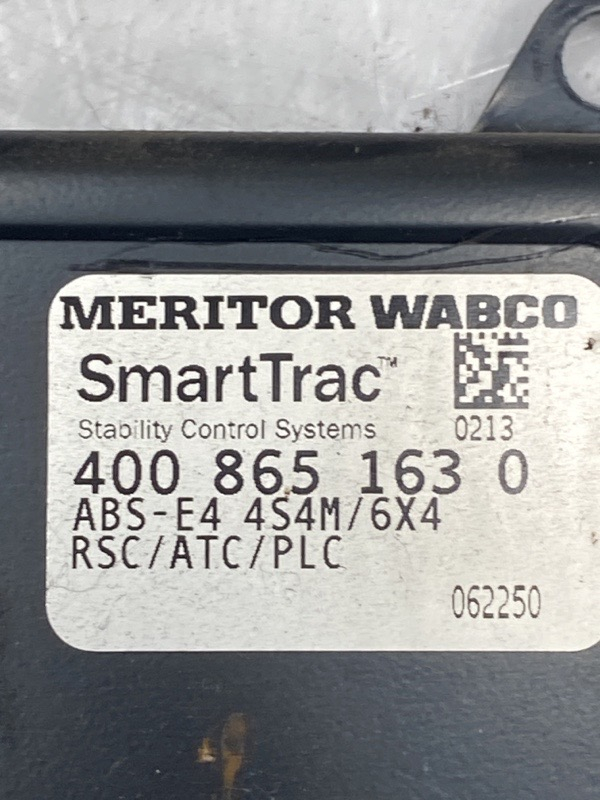 MERITOR WABCO
SmartTrac™
Stability Control Systems
0213
400 865 163 0
ABS-E4 4S4M/6X4
RSC/ATC/PLC
062250